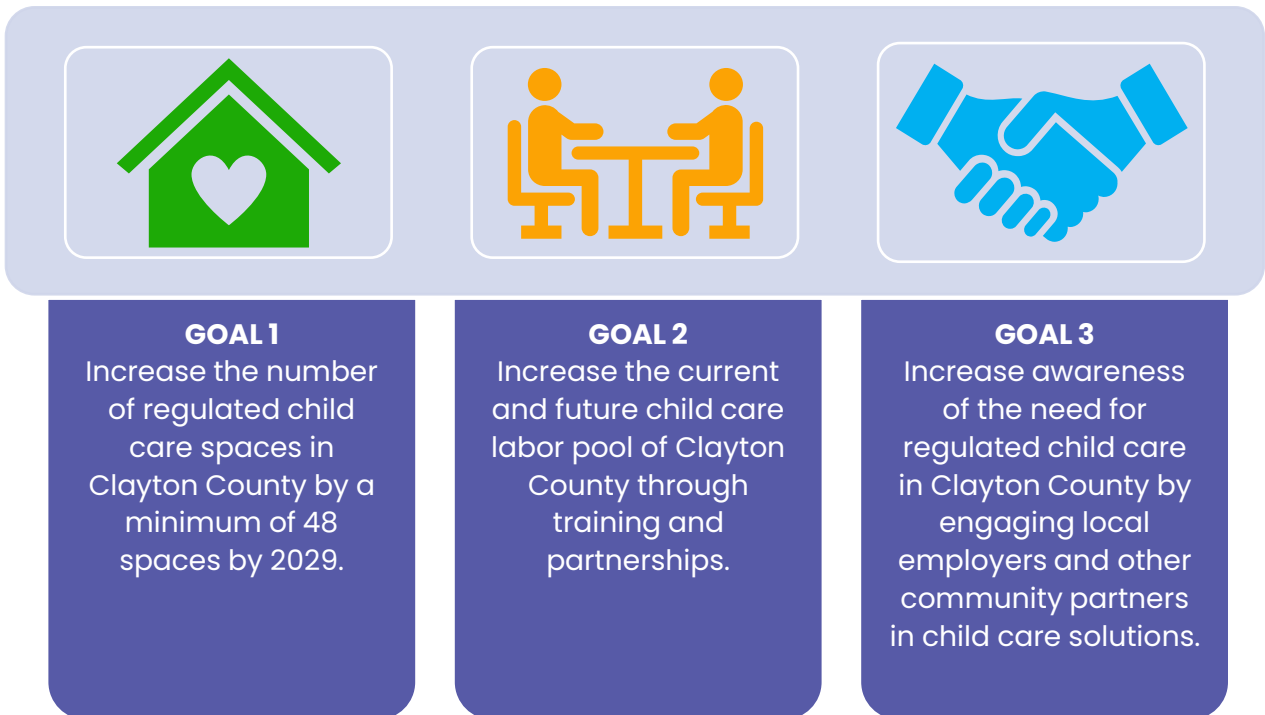 GOAL 1
Increase the number
of regulated child
care spaces in
Clayton County by a
minimum of 48
spaces by 2029.
GOAL 2
Increase the current
and future child care
labor pool of Clayton
County through
training and
partnerships.
GOAL 3
Increase awareness
of the need for
regulated child care
in Clayton County by
engaging local
employers and other
community partners
in child care solutions.